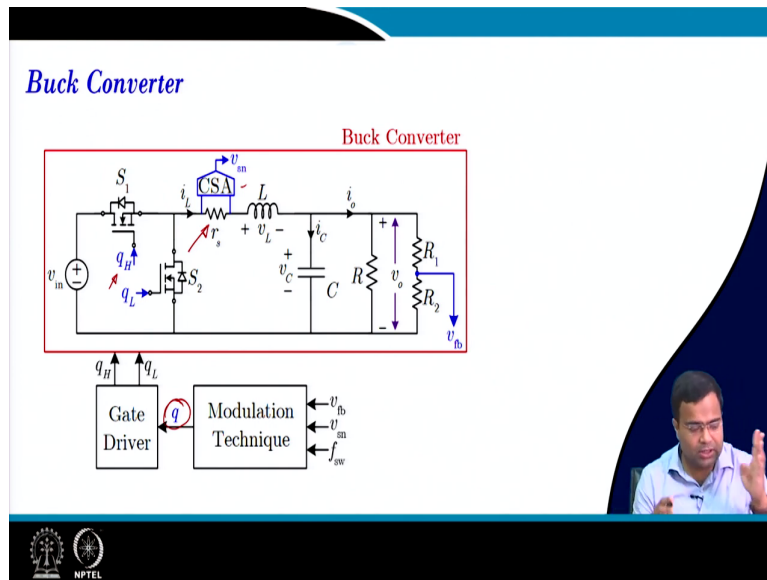 Buck Converter
Buck Converter
S1
CSA
vsn
iL
L
io
rs
+ vL −
iC
+
qH
qL
S2
vin
+
−
+
vC
−
C
R
vo
−
R1
R2
vfb
qH
qL
Gate
Driver
q
Modulation
Technique
vfb
vsn
fsw
NPTEL